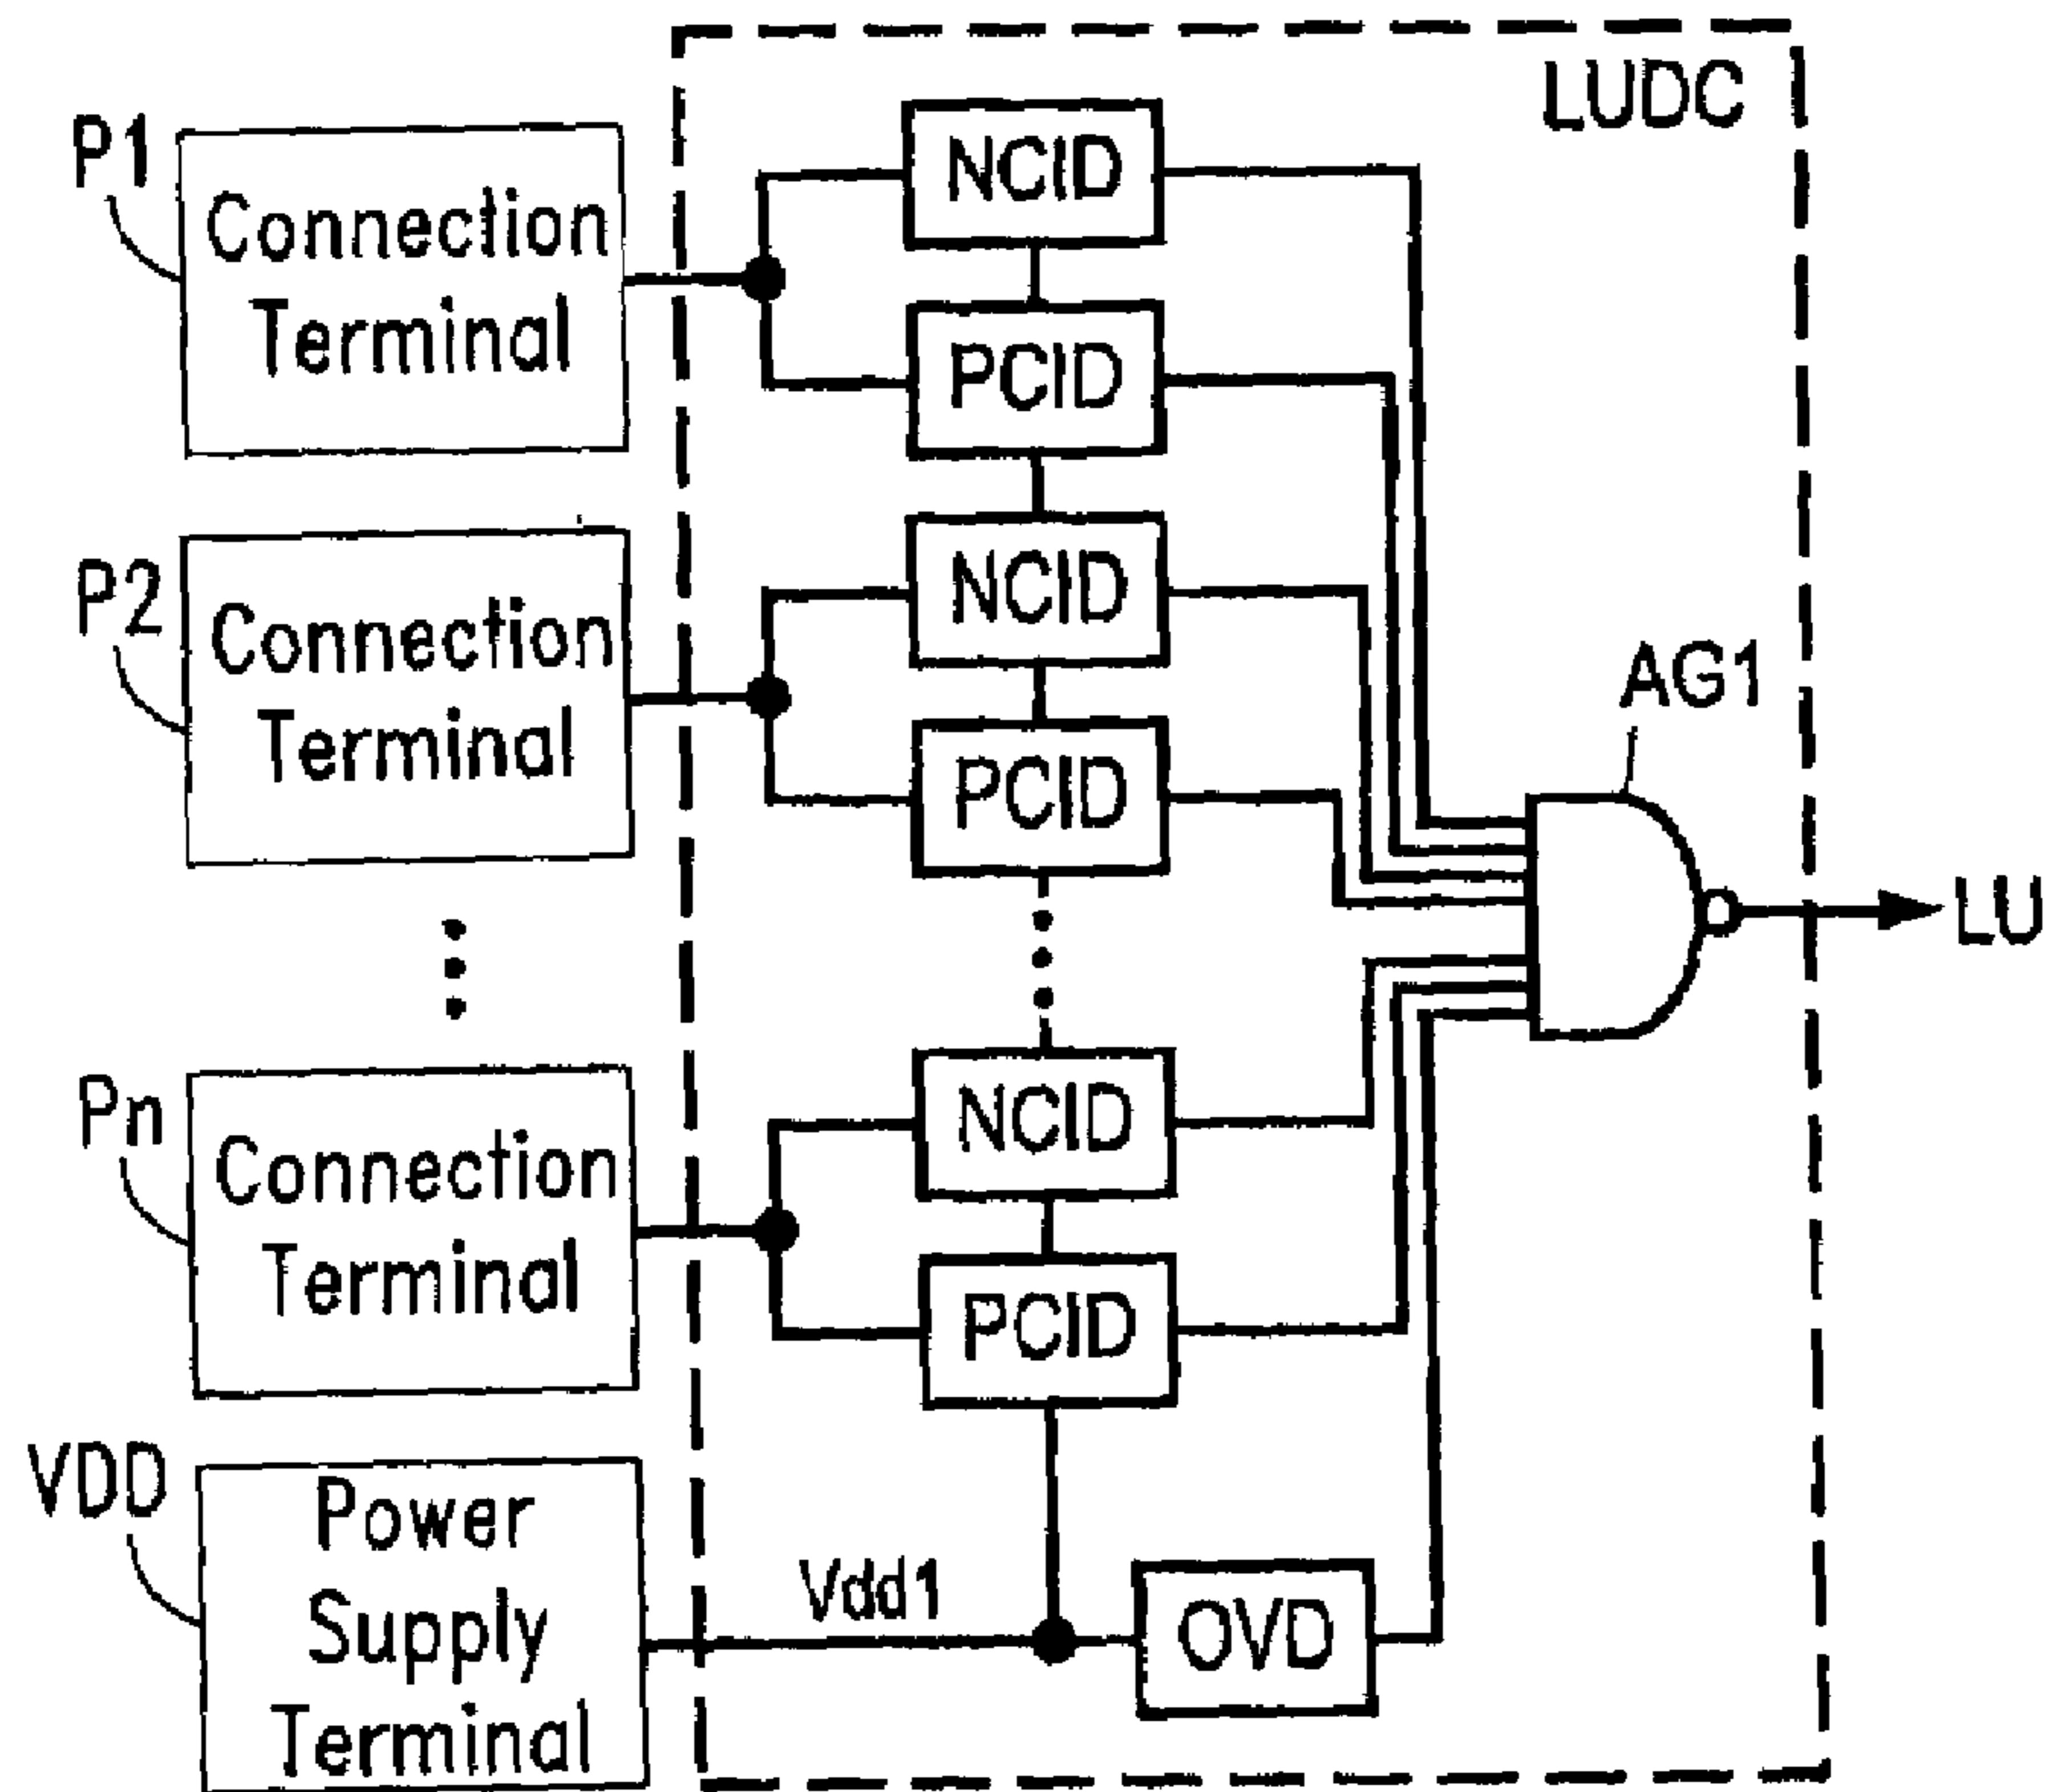 LUDC
P1
Connection
Terminal
NCID
PCID
P2
Connection
Terminal
NCID
PCID
AG1
LU
Pn
Connection
Terminal
NCID
PCID
VDD
Power
Supply
Terminal
Vdd1
OVD